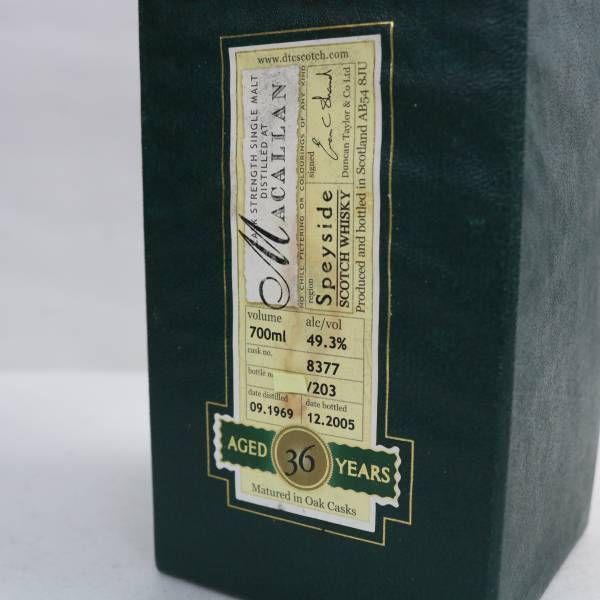 www.dtcscotch.com
CASK STRENGTH SINGLE MALT
DISTILLED AT
MACALLAN
NO CHILL FILTERING OR COLOURINGS OF ANY KIND
region
Speyside
SCOTCH WHISKY
signed
Duncan Taylor & Co Ltd
Produced and bottled in Scotland AB54 8JU
volume
700ml
alc/vol
49.3%
cask no.
8377
bottle n
/203
date distilled
09.1969
date bottled
12.2005
AGED 36 YEARS
Matured in Oak Casks